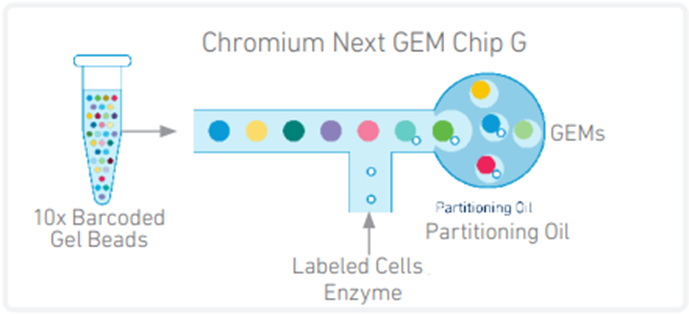 Chromium Next GEM Chip G
GEMs
10x Barcoded
Gel Beads
Partitioning Oil
Partitioning Oil
Labeled Cells
Enzyme